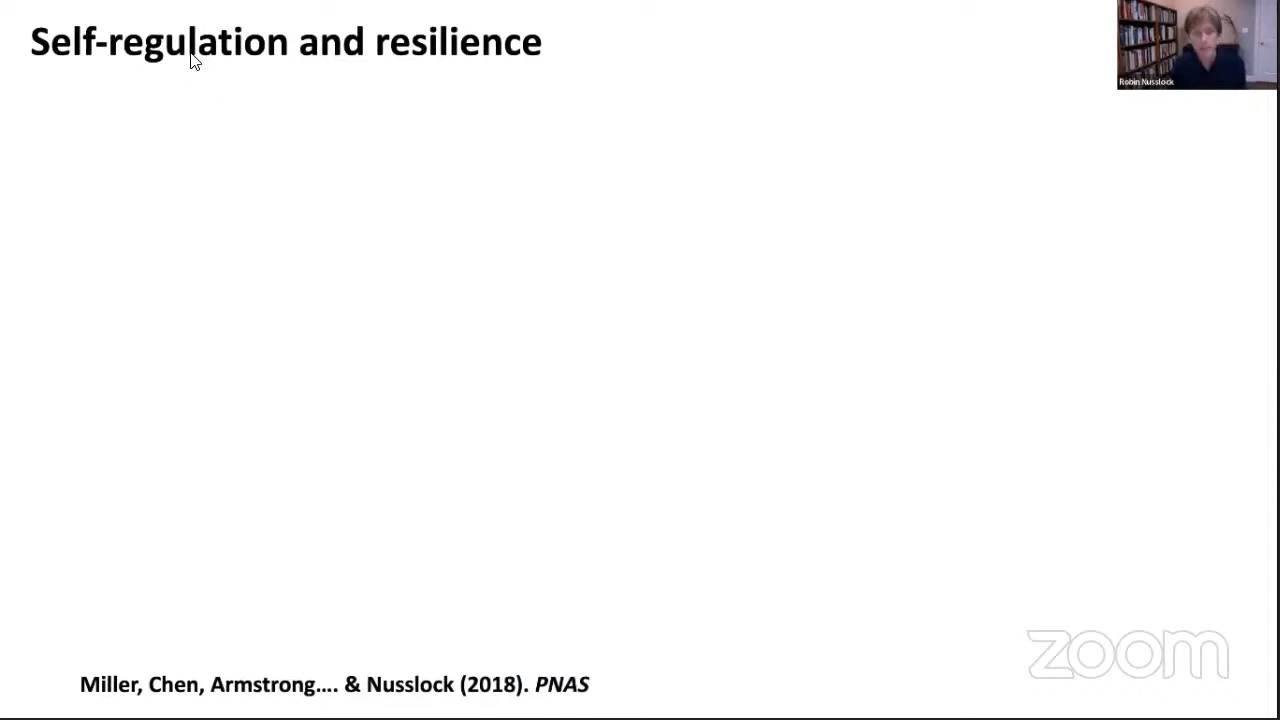 Self-regulation and resilience
Robin Nusslock
zoom
Miller, Chen, Armstrong…. & Nusslock (2018). PNAS